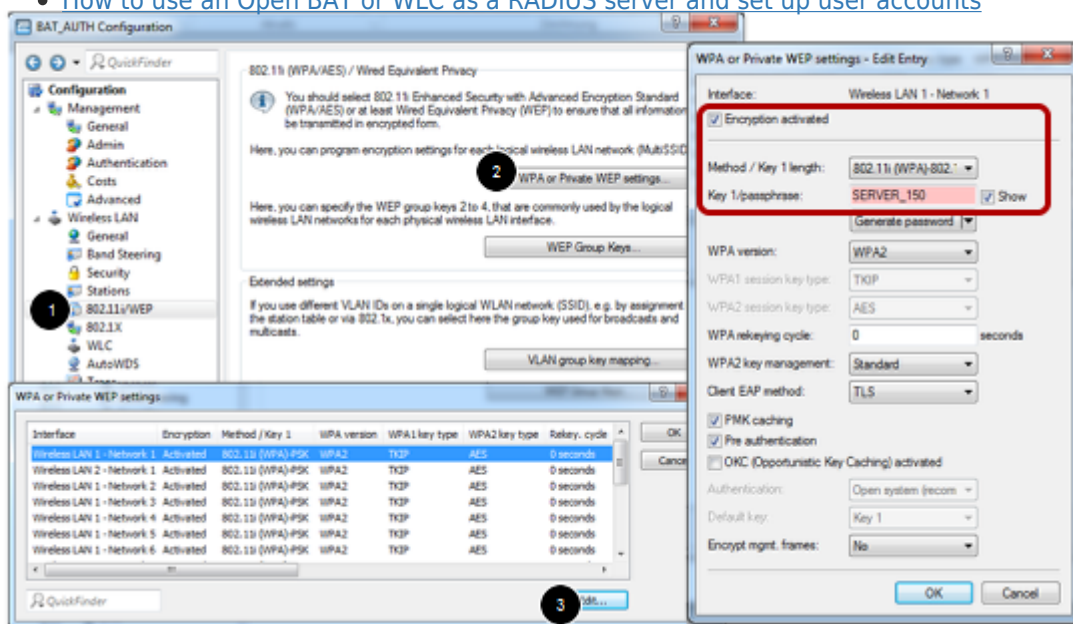 How to use an Open BAT or WLC as a RADIUS server and set up user accounts
BAT_AUTH Configuration
QuickFinder
Configuration
Management
General
Admin
Authentication
Costs
Advanced
Wireless LAN
General
Band Steering
Security
Stations
802.11i/WEP
802.1X
WLC
AutoWDS
1
802.11i (WPA/AES) / Wired Equivalent Privacy
You should select 802.11i Enhanced Security with Advanced Encryption Standard
(WPA/AES) or at least Wired Equivalent Privacy (WEP) to ensure that all information
be transmitted in encrypted form.
Here, you can program encryption settings for each logical wireless LAN network (MultiSSID
2
WPA or Private WEP settings...
Here, you can specify the WEP group keys 2 to 4, that are commonly used by the logical
wireless LAN networks for each physical wireless LAN interface.
WEP Group Keys...
Extended settings
If you use different VLAN IDs on a single logical WLAN network (SSID), e.g. by assignment
the station table or via 802.1x, you can select here the group key used for broadcasts and
multicasts.
VLAN group key mapping...
WPA or Private WEP settings
Interface Encryption Method / Key 1 WPA version WPA1 key type WPA2 key type Rekey. cycle
Wireless LAN 1 - Network 1 Activated 802.11i (WPA)-PSK WPA2 TKIP AES 0 seconds
Wireless LAN 2 - Network 1 Activated 802.11i (WPA)-PSK WPA2 TKIP AES 0 seconds
Wireless LAN 1 - Network 2 Activated 802.11i (WPA)-PSK WPA2 TKIP AES 0 seconds
Wireless LAN 1 - Network 3 Activated 802.11i (WPA)-PSK WPA2 TKIP AES 0 seconds
Wireless LAN 1 - Network 4 Activated 802.11i (WPA)-PSK WPA2 TKIP AES 0 seconds
Wireless LAN 1 - Network 5 Activated 802.11i (WPA)-PSK WPA2 TKIP AES 0 seconds
Wireless LAN 1 - Network 6 Activated 802.11i (WPA)-PSK WPA2 TKIP AES 0 seconds
OK
Cancel
QuickFinder
3
WPA or Private WEP settings - Edit Entry
Interface: Wireless LAN 1 - Network 1
Encryption activated
Method / Key 1 length: 802.11i (WPA)-802.1
Key 1/passphrase: SERVER_150 Show
Generate password
WPA version: WPA2
WPA1 session key type: TKIP
WPA2 session key type: AES
WPA rekeying cycle: 0 seconds
WPA2 key management: Standard
Client EAP method: TLS
PMK caching
Pre authentication
OKC (Opportunistic Key Caching) activated
Authentication: Open system (recom
Default key: Key 1
Encrypt mgmt. frames: No
OK Cancel